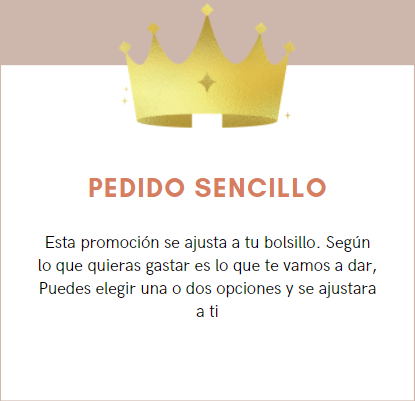 PEDIDO SENCILLO
Esta promoción se ajusta a tu bolsillo. Según
lo que quieras gastar es lo que te vamos a dar,
Puedes elegir una o dos opciones y se ajustara
a ti